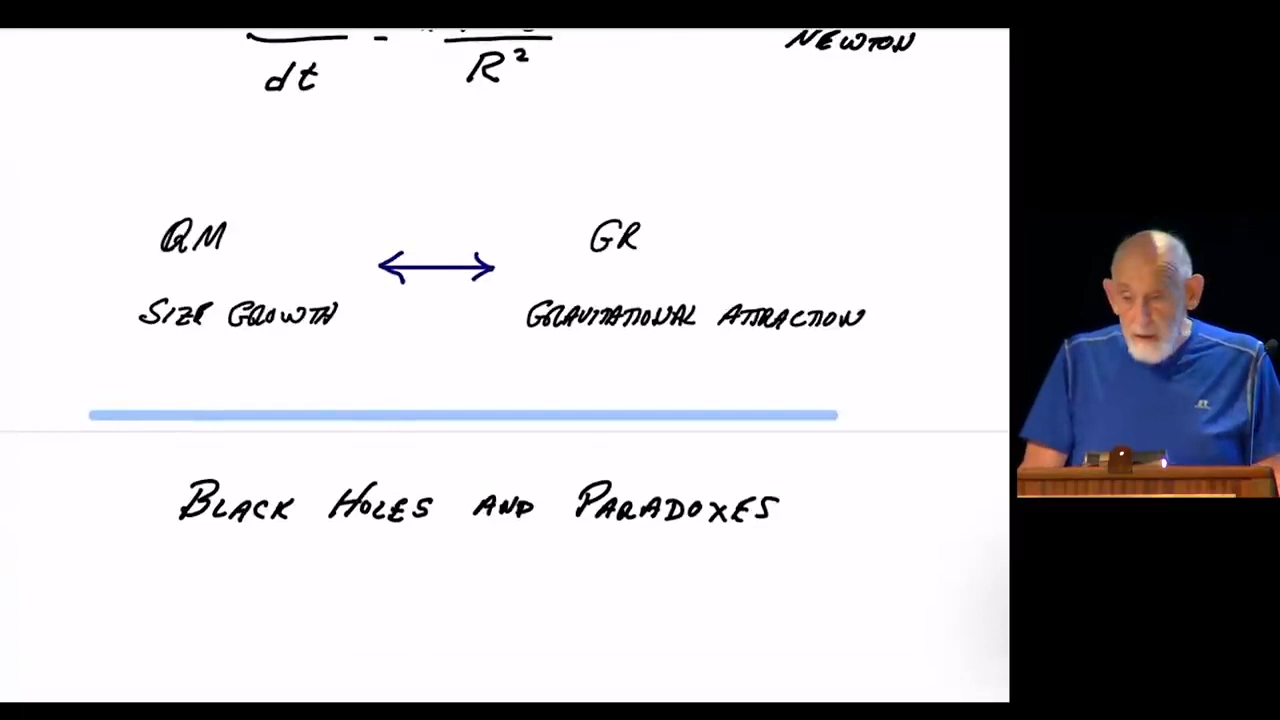 NEWTON
dt = R²
QM ↔ GR
SIZE GROWTH GRAVITATIONAL ATTRACTION
BLACK HOLES AND PARADOXES